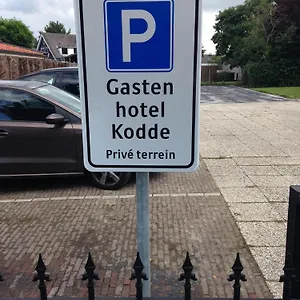 P
Gasten
hotel
Kodde
Privé terrein